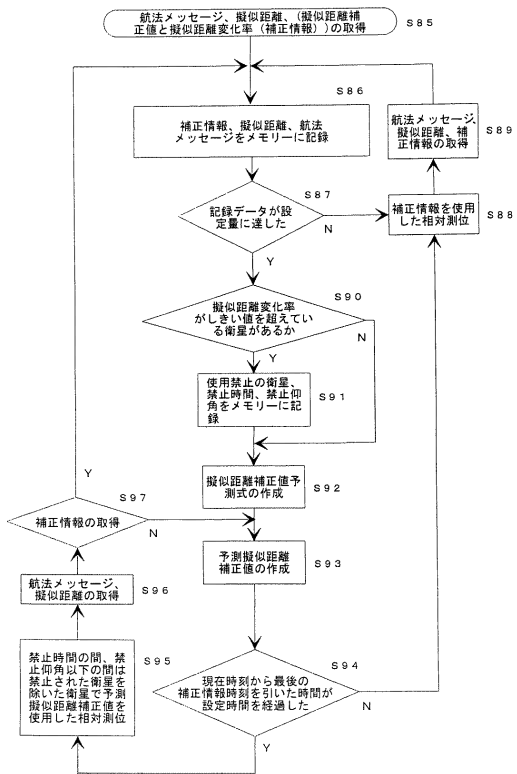 航法メッセージ、擬似距離、(擬似距離補
正値と擬似距離変化率(補正情報))の取得
S85
S86
補正情報、擬似距離、航法
メッセージをメモリーに記録
航法メッセージ、
擬似距離、補
正情報の取得
S89
S87
記録データが設
定量に達した
N
補正情報を使用
した相対測位
S88
Y
S90
擬似距離変化率
がしきい値を超えてい
る衛星があるか
N
Y
使用禁止の衛星、
禁止時間、禁止仰
角をメモリーに記
録
S91
擬似距離補正値予
測式の作成
S92
Y
S97
補正情報の取得
N
予測擬似距離
補正値の作成
S93
航法メッセージ、
擬似距離の取得
S96
S95
禁止時間の間、禁
止仰角以下の間は
禁止された衛星を
除いた衛星で予測
擬似距離補正値を
使用した相対測位
S94
現在時刻から最後の
補正情報時刻を引いた時間が
設定時間を経過した
N
Y